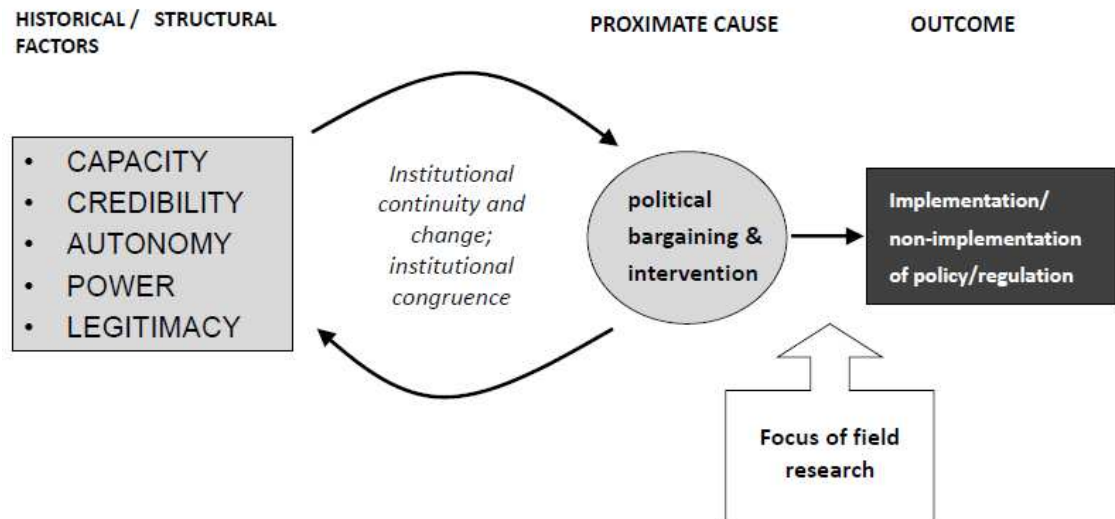 HISTORICAL / STRUCTURAL
FACTORS
PROXIMATE CAUSE
OUTCOME
• CAPACITY
• CREDIBILITY
• AUTONOMY
• POWER
• LEGITIMACY
Institutional
continuity and
change;
institutional
congruence
political
bargaining &
intervention
Implementation/
non-implementation
of policy/regulation
Focus of field
research